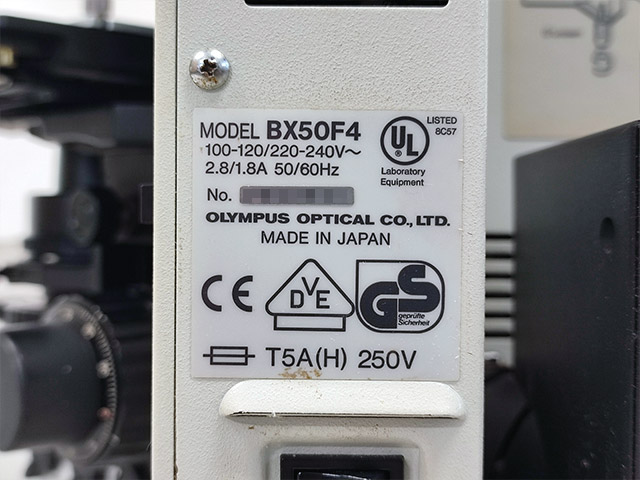 MODEL BX50F4
100-120/220-240V～
2.8/1.8A 50/60Hz
No.
OLYMPUS OPTICAL CO., LTD.
MADE IN JAPAN
UL
LISTED
8C57
Laboratory
Equipment
CE
DVE
GS
geprüfte
Sicherheit
T5A(H) 250V